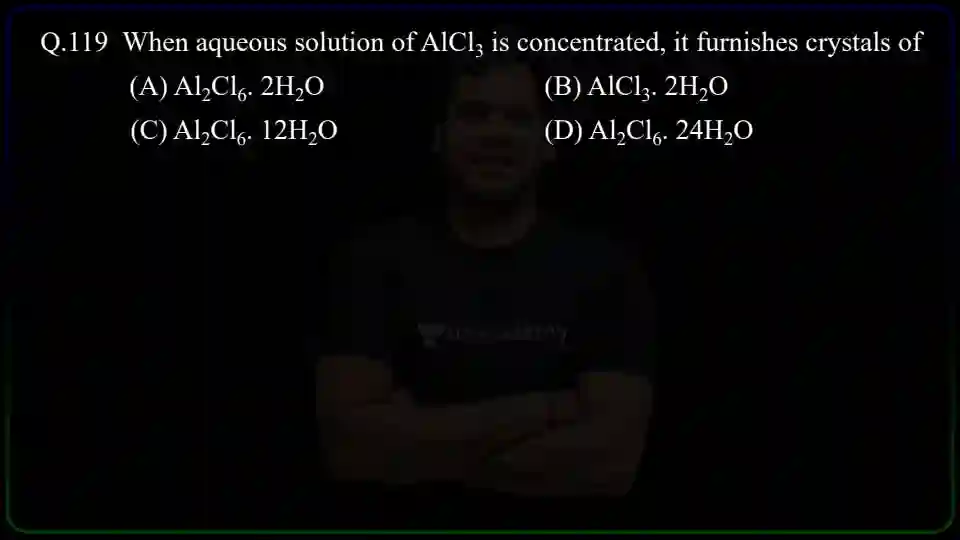 Q.119 When aqueous solution of AlCl₃ is concentrated, it furnishes crystals of
(A) Al₂Cl₆. 2H₂O (B) AlCl₃. 2H₂O
(C) Al₂Cl₆. 12H₂O (D) Al₂Cl₆. 24H₂O